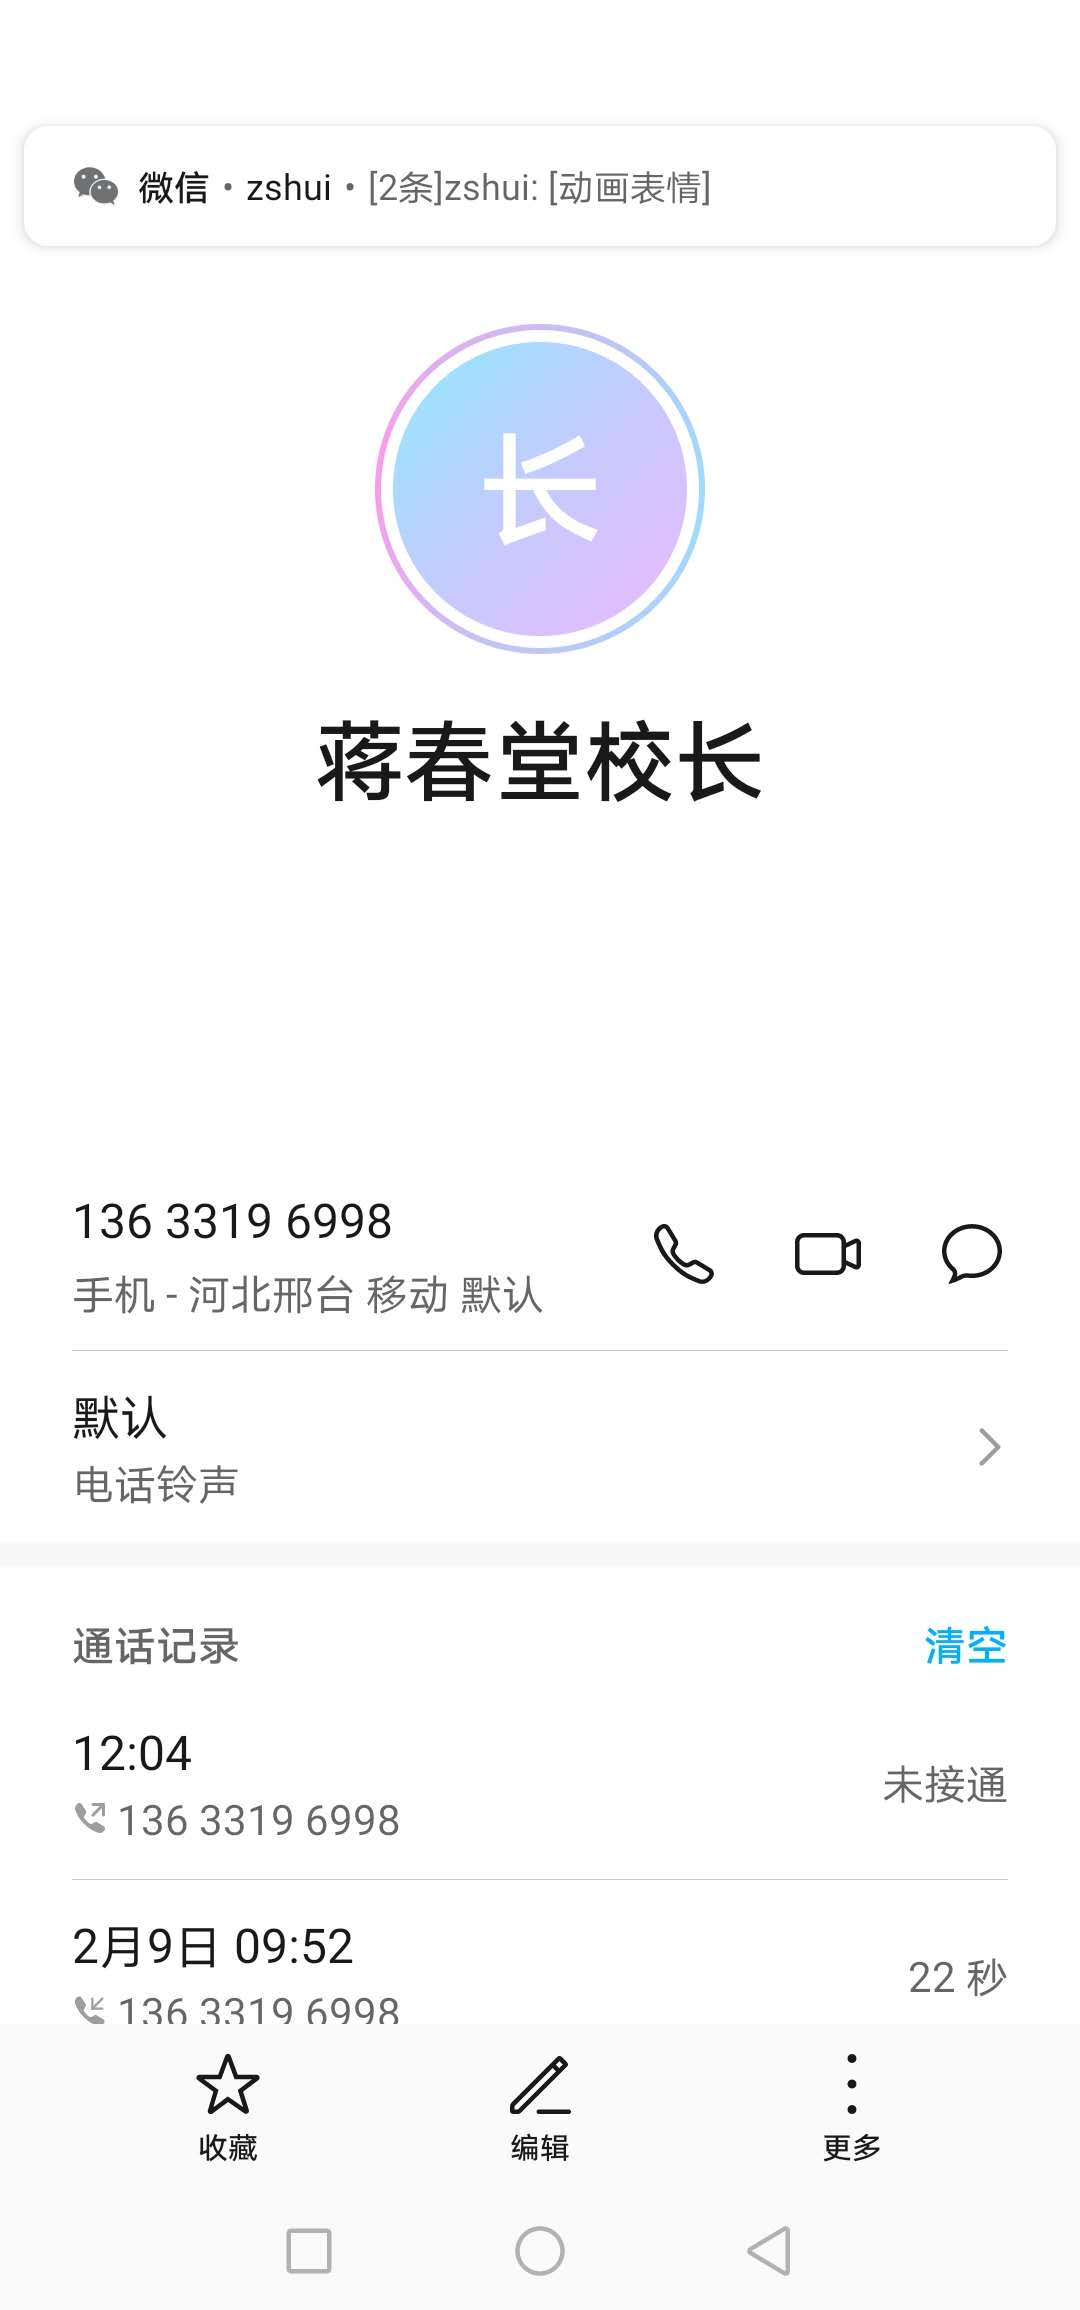 微信 • zshui • [2条]zshui: [动画表情]
长
蒋春堂校长
136 3319 6998
手机 - 河北邢台 移动 默认
默认
电话铃声
通话记录 清空
12:04
未接通
136 3319 6998
2月9日 09:52
22 秒
136 3319 6998
收藏 编辑 更多